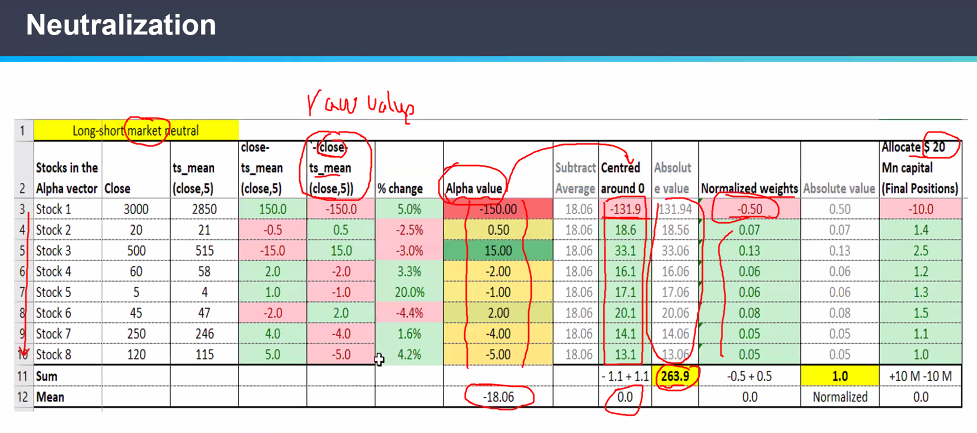 Neutralization
raw value
1 Long-short market neutral
close- -(close Allocate $ 20
Stocks in the ts_mean ts_mean ts_mean Subtract Centred Absolut Mn capital
2 Alpha vector Close (close,5) (close,5) (close,5)) % change Alpha value Average around 0 e value Normalized weights Absolute value (Final Positions)
3 Stock 1 3000 2850 150.0 -150.0 5.0% -150.00 18.06 -131.9 131.94 -0.50 0.50 -10.0
4 Stock 2 20 21 -0.5 0.5 -2.5% 0.50 18.06 18.6 18.56 0.07 0.07 1.4
5 Stock 3 500 515 -15.0 15.0 -3.0% 15.00 18.06 33.1 33.06 0.13 0.13 2.5
6 Stock 4 60 58 2.0 -2.0 3.3% -2.00 18.06 16.1 16.06 0.06 0.06 1.2
7 Stock 5 5 4 1.0 -1.0 20.0% -1.00 18.06 17.1 17.06 0.06 0.06 1.3
8 Stock 6 45 47 -2.0 2.0 -4.4% 2.00 18.06 20.1 20.06 0.08 0.08 1.5
9 Stock 7 250 246 4.0 -4.0 1.6% -4.00 18.06 14.1 14.06 0.05 0.05 1.1
10 Stock 8 120 115 5.0 -5.0 4.2% -5.00 18.06 13.1 13.06 0.05 0.05 1.0
11 Sum - 1.1 + 1.1 263.9 -0.5 + 0.5 1.0 +10 M -10 M
12 Mean -18.06 0.0 0.0 Normalized 0.0